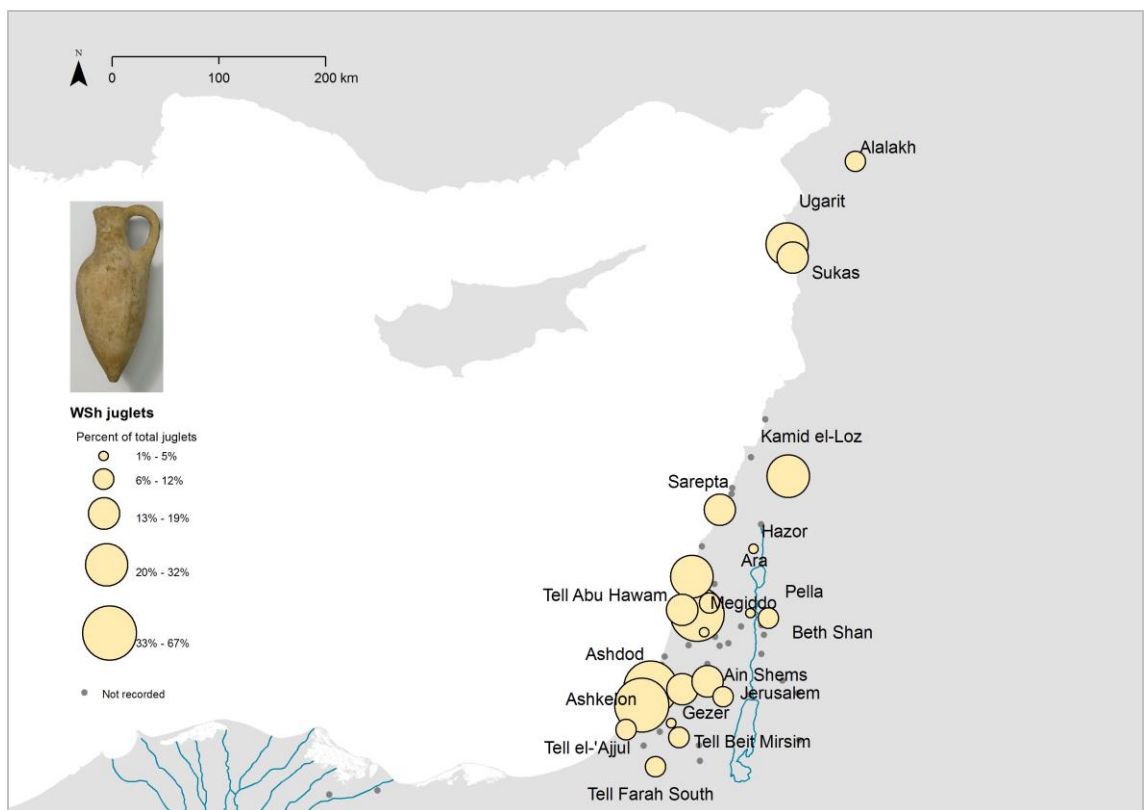 N
0 100 200 km
Alalakh
Ugarit
Sukas
WSh juglets
Percent of total juglets
1% - 5%
6% - 12%
13% - 19%
20% - 32%
33% - 67%
Not recorded
Kamid el-Loz
Sarepta
Hazor
Ara
Pella
Tell Abu Hawam
Megiddo
Beth Shan
Ashdod
Ain Shems
Ashkelon
Jerusalem
Gezer
Tell el-'Ajjul
Tell Beit Mirsim
Tell Farah South